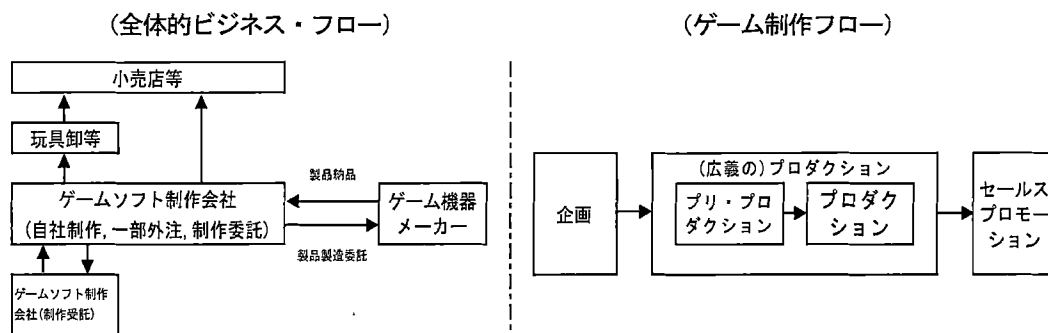 （全体的ビジネス・フロー）
小売店等
玩具卸等
ゲームソフト制作会社
（自社制作，一部外注，制作委託）
製品納品
製品製造委託
ゲーム機器
メーカー
ゲームソフト制作
会社（制作受託）
（ゲーム制作フロー）
企画
（広義の）プロダクション
プリ・プロ
ダクション
プロダク
ション
セールス
プロモー
ション